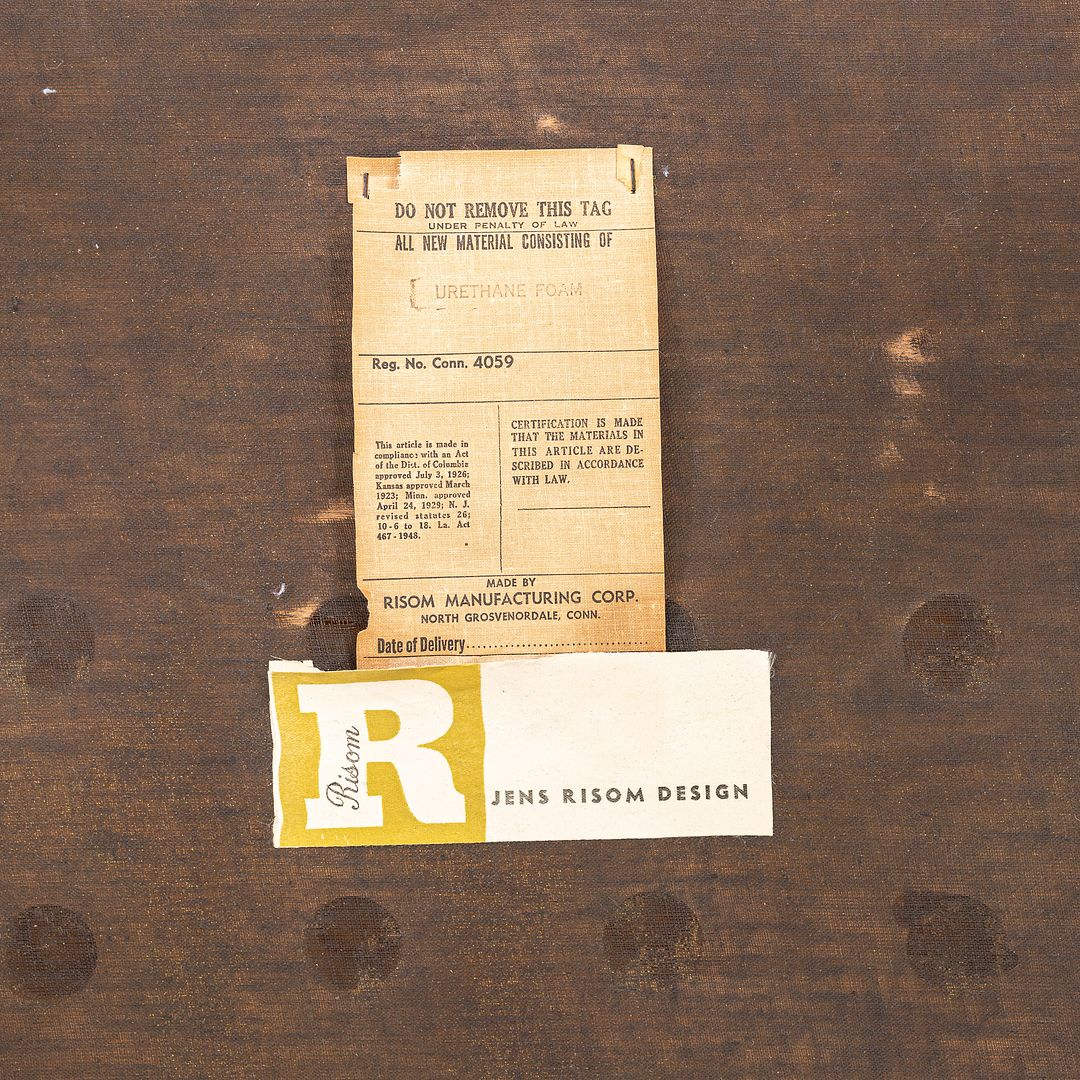 DO NOT REMOVE THIS TAG
UNDER PENALTY OF LAW
ALL NEW MATERIAL CONSISTING OF
URETHANE FOAM
Reg. No. Conn. 4059
This article is made in
compliance with an Act
of the Dist. of Columbia
approved July 3, 1926;
Kansas approved March
1923; Minn. approved
April 24, 1929; N. J.
revised statutes 26;
10-6 to 18. La. Act
467-1948.
CERTIFICATION IS MADE
THAT THE MATERIALS IN
THIS ARTICLE ARE DE-
SCRIBED IN ACCORDANCE
WITH LAW.
MADE BY
RISOM MANUFACTURING CORP.
NORTH GROSVENORDALE, CONN.
Date of Delivery
R
Risom
JENS RISOM DESIGN